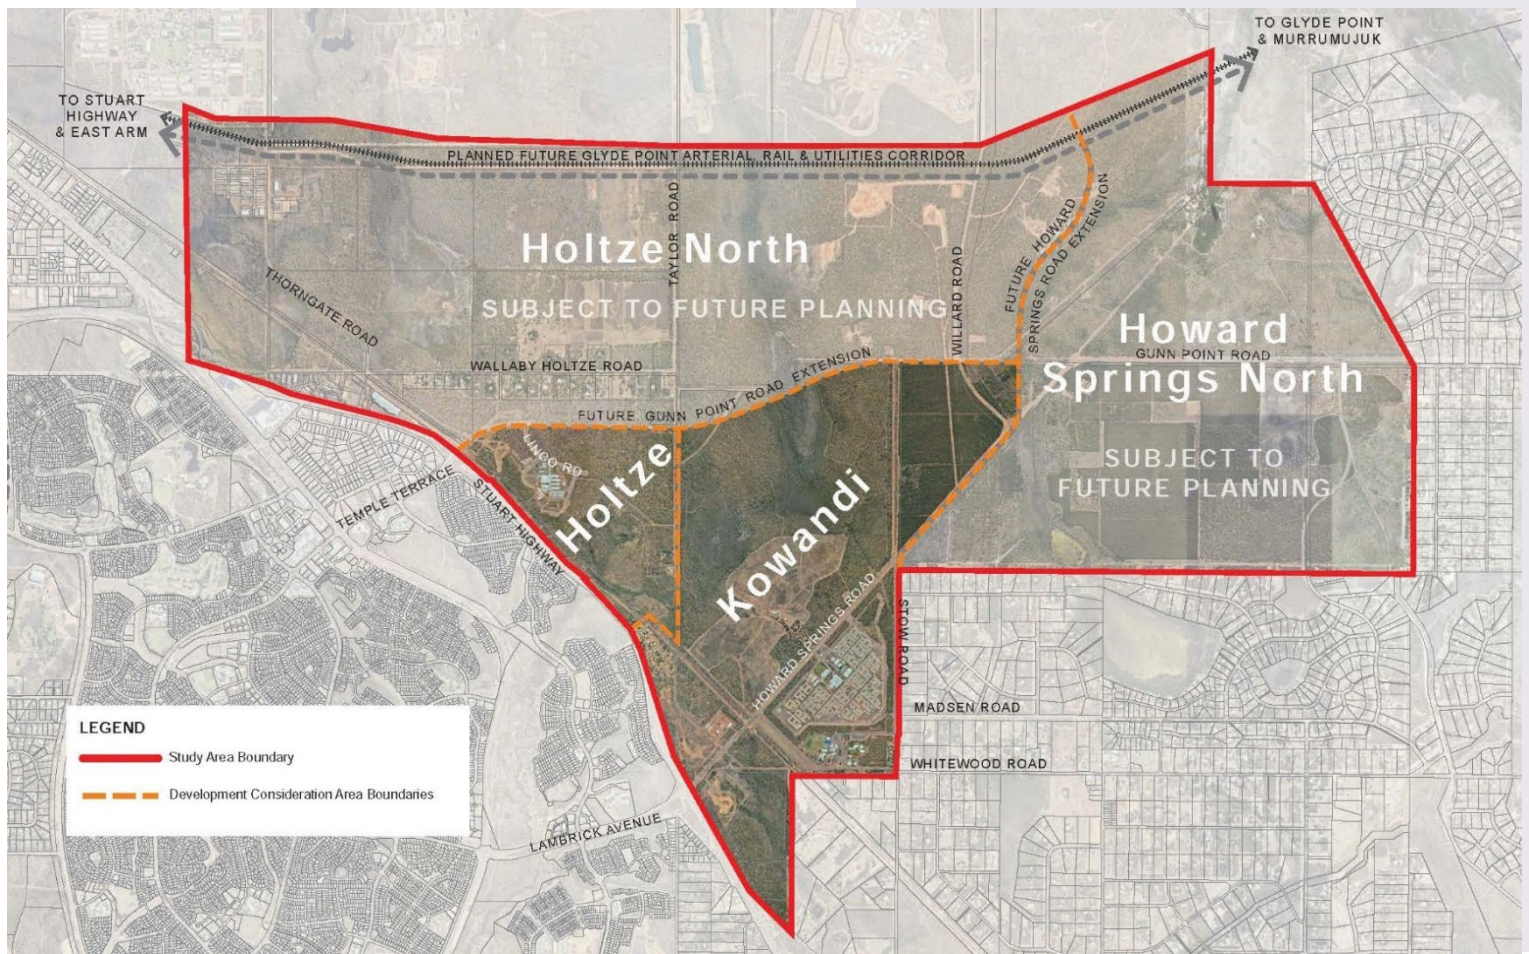 TO GLYDE POINT
& MURRUMUJUK
TO STUART
HIGHWAY
& EAST ARM
PLANNED FUTURE GLYDE POINT ARTERIAL, RAIL & UTILITIES CORRIDOR
TAYLOR ROAD
Holtze North
SUBJECT TO FUTURE PLANNING
THORNGATE ROAD
WALLABY HOLTZE ROAD
WILLARD ROAD
FUTURE HOWARD
SPRINGS ROAD EXTENSION
Howard
GUNN POINT ROAD
Springs North
SUBJECT TO
FUTURE PLANNING
FUTURE GUNN POINT ROAD EXTENSION
LINCO RD
Holtze
TEMPLE TERRACE
STUART HIGHWAY
Kowandi
HOWARD SPRINGS ROAD
STOW ROAD
MADSEN ROAD
WHITEWOOD ROAD
LAMBRICK AVENUE
LEGEND
Study Area Boundary
Development Consideration Area Boundaries